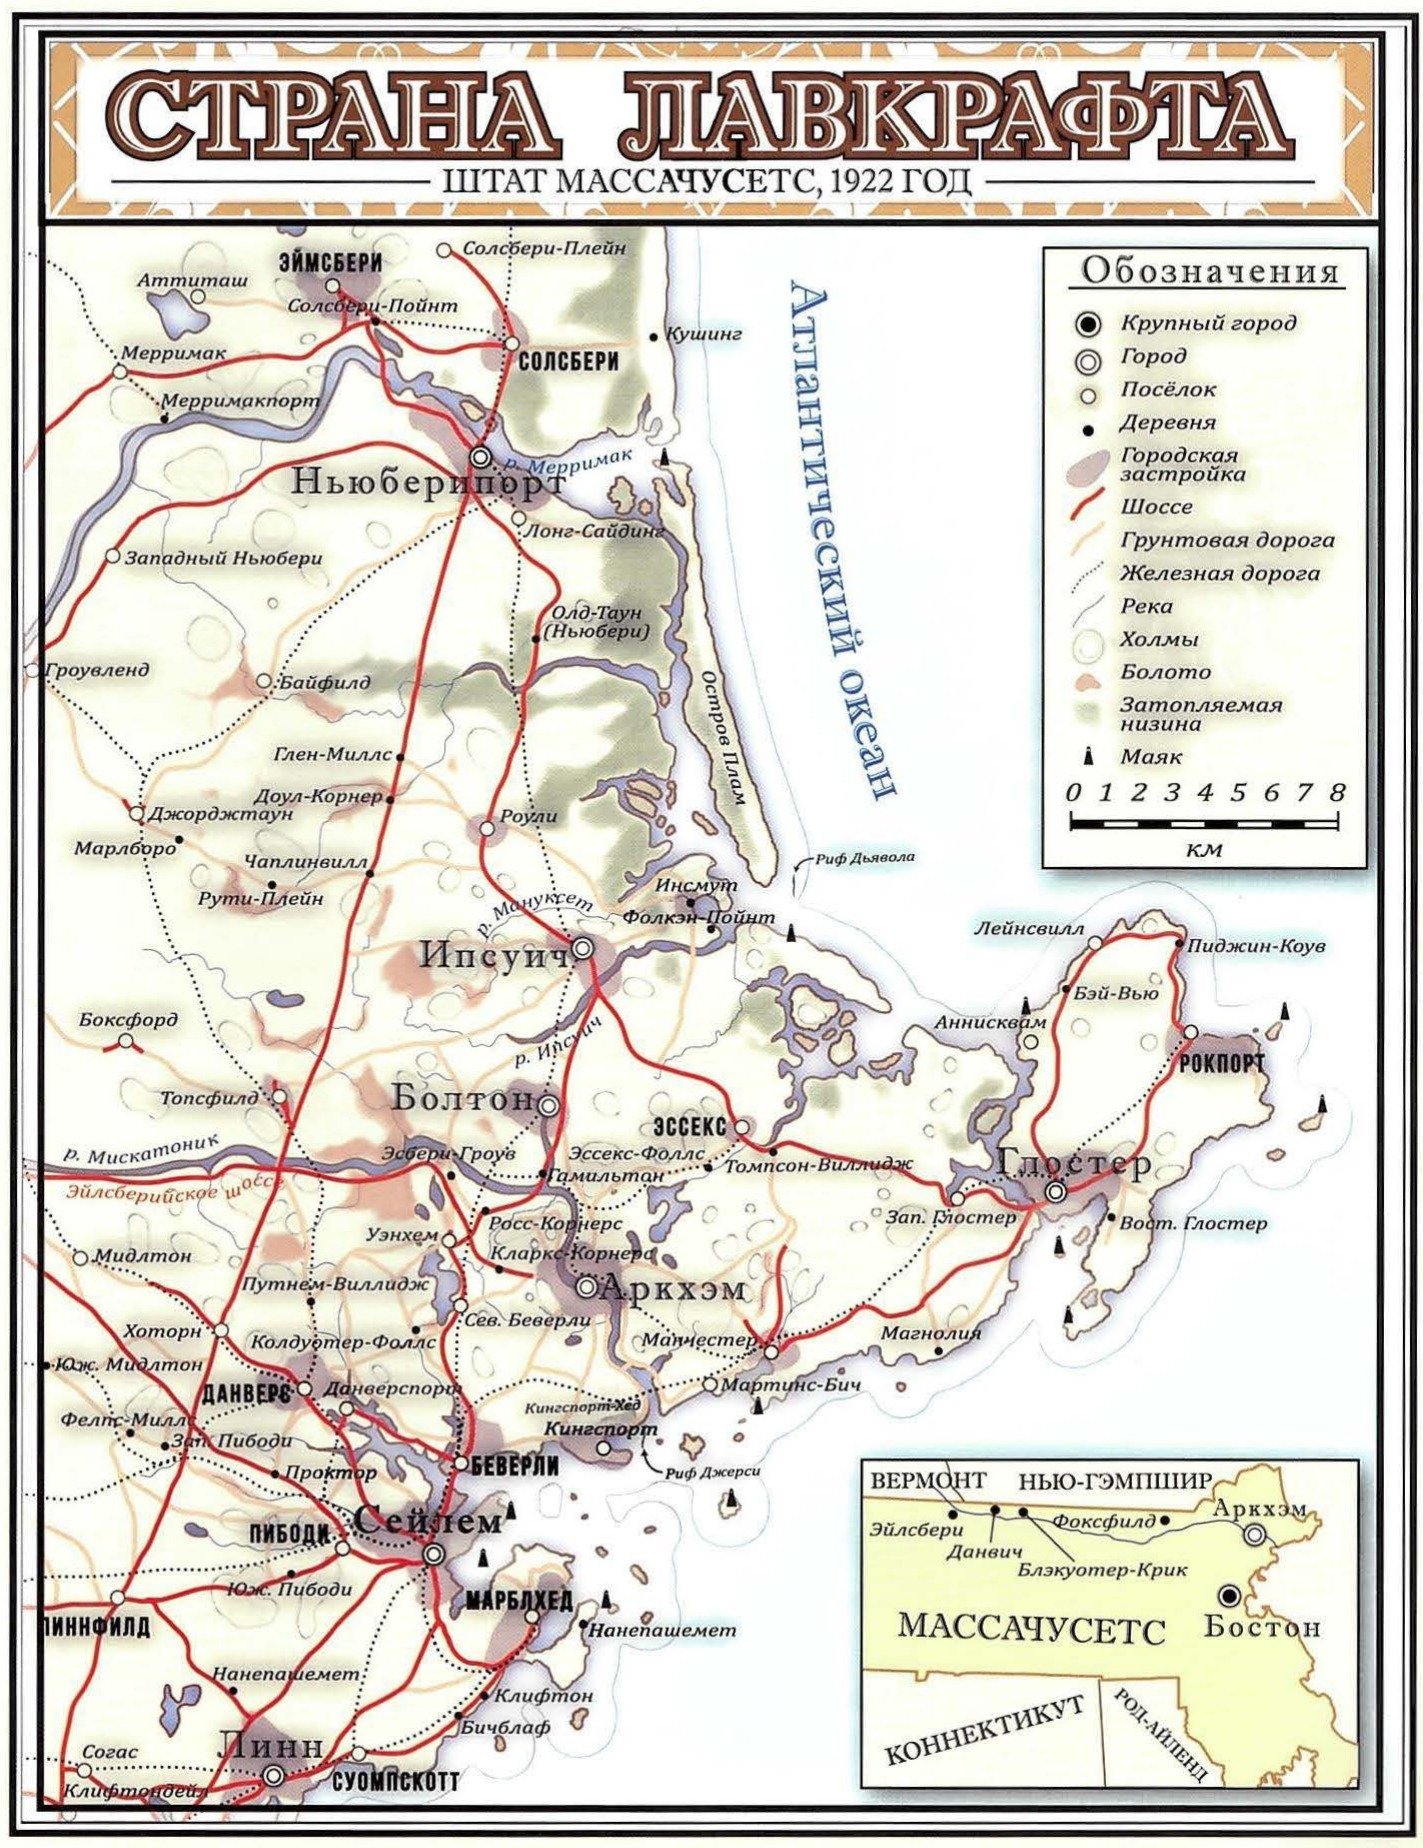 СТРАНА ЛАВКРАФТА
ШТАТ МАССАЧУСЕТС, 1922 ГОД
Обозначения
Крупный город
Город
Посёлок
Деревня
Городская
застройка
Шоссе
Грунтовая дорога
Железная дорога
Река
Холмы
Болото
Затопляемая
низина
Маяк
0 1 2 3 4 5 6 7 8
км
Солсбери-Плейн
ЭЙМСБЕРИ
Аттиташ
Солсбери-Пойнт
Кушинг
Мерримак
СОЛСБЕРИ
Мерримакпорт
р. Мерримак
Ньюберипорт
Лонг-Сайдинг
Западный Ньюбери
Атлантический океан
Олд-Таун
(Ньюбери)
Гроувленд
Байфилд
Остров Плам
Глен-Миллс
Доул-Корнер
Джорджтаун
Роули
Марлборо
Чаплинвилл
Риф Дьявола
Рути-Плейн
Инсмут
р. Мануксет
Фолкэн-Пойнт
Лейнсвилл
Пиджин-Коув
Ипсуич
Бэй-Вью
Боксфорд
Аннисквам
р. Ипсуич
РОКПОРТ
Топсфилд
Болтон
ЭССЕКС
р. Мискатоник
Эсбери-Гроув
Эссекс-Фоллс
Томпсон-Виллидж
Глостер
Гамильтон
Эйлсберийское шоссе
Зап. Глостер
Вост. Глостер
Росс-Корнерс
Уэнхем
Мидлтон
Кларкс-Корнерс
Путнем-Виллидж
Аркхэм
Сев. Беверли
Хоторн
Колдуотер-Фоллс
Манчестер
Магнолия
Юж. Мидлтон
ДАНВЕРС
Данверспорт
Мартинс-Бич
Кингспорт-Хед
Фелпс-Миллс
Кингспорт
Зап. Пибоди
Проктор
БЕВЕРЛИ
Риф Джерси
Сейлем
ПИБОДИ
Юж. Пибоди
МАРБЛХЕД
ЛИННФИЛД
Нанепашемет
Нанепашемет
Клифтон
Бичблаф
Линн
Согас
СУОМПСКОТТ
Клифтондейл
ВЕРМОНТ
НЬЮ-ГЭМПШИР
Аркхэм
Эйлсбери
Фоксфилд
Данвич
Блэкуотер-Крик
МАССАЧУСЕТС
Бостон
КОННЕКТИКУТ
РОД-АЙЛЕНД